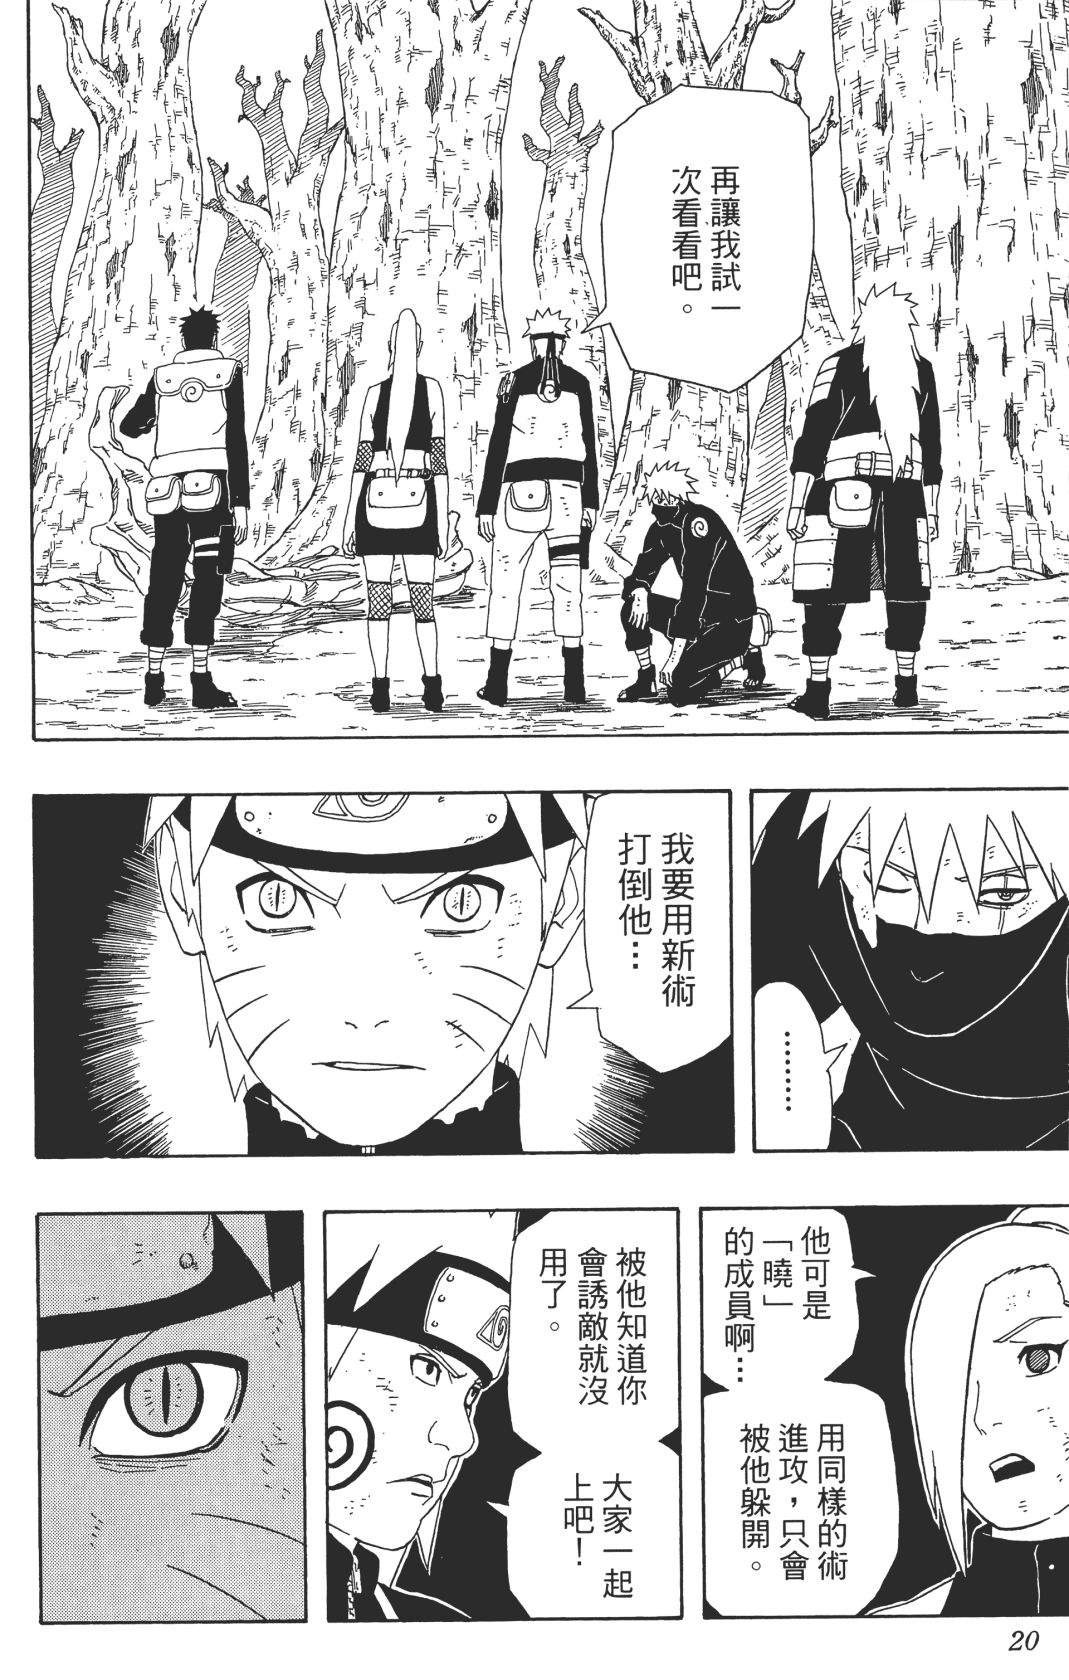 再讓我試一
次看看吧。
………
我要用新術
打倒他…
他可是
「曉」
的成員啊…
用同樣的術
進攻，只會
被他躲開。
被他知道你
會誘敵就沒
用了。
大家一起
上吧！
20